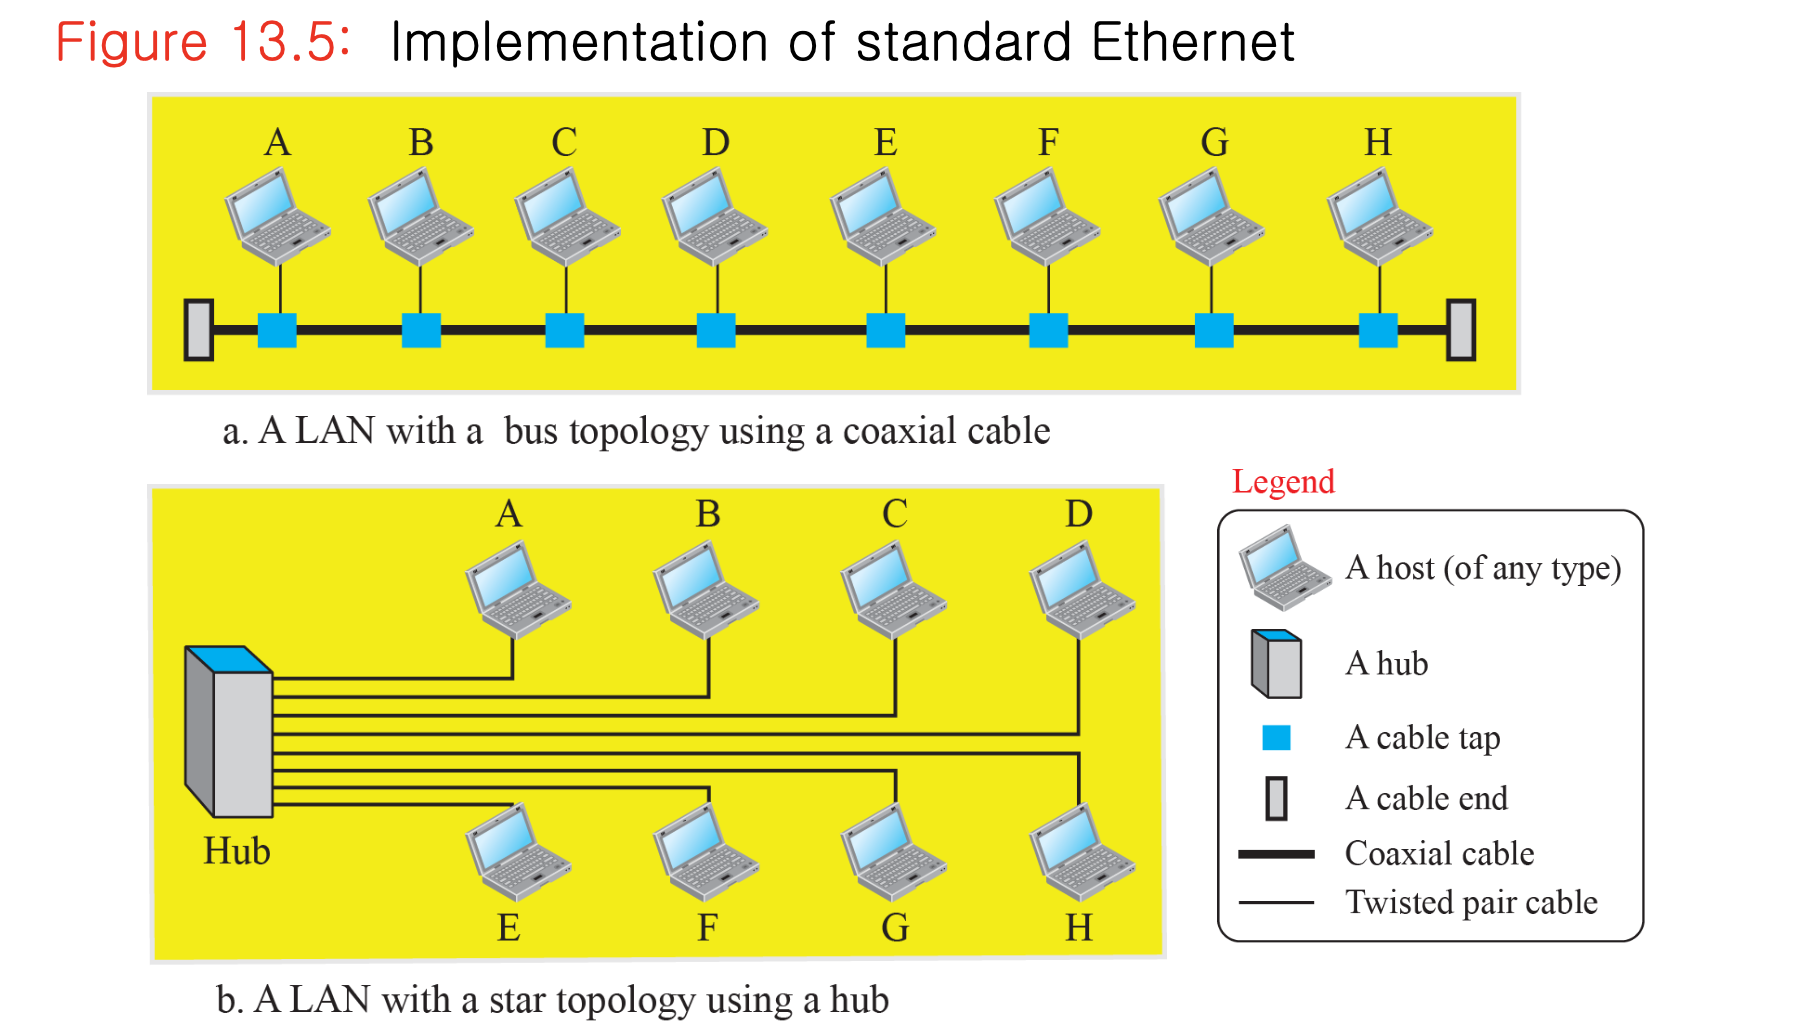 Figure 13.5: Implementation of standard Ethernet
A B C D E F G H
a. A LAN with a bus topology using a coaxial cable
A B C D
Hub
E F G H
b. A LAN with a star topology using a hub
Legend
A host (of any type)
A hub
A cable tap
A cable end
Coaxial cable
Twisted pair cable